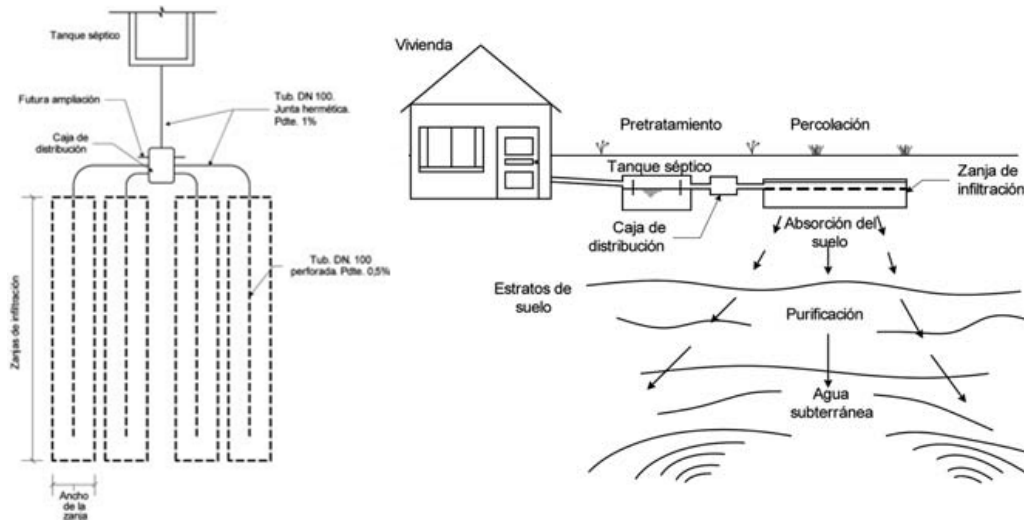 Tanque séptico
Futura ampliación
Tub. DN 100.
Junta hermética.
Pdte. 1%
Caja de
distribución
Tub. DN. 100
perforada. Pdte. 0,5%
Zanjas de infiltración
Ancho
de la
zanja
Vivienda
Pretratamiento
Percolación
Tanque séptico
Zanja de
infiltración
Caja de
distribución
Absorción del
suelo
Estratos de
suelo
Purificación
Agua
subterránea